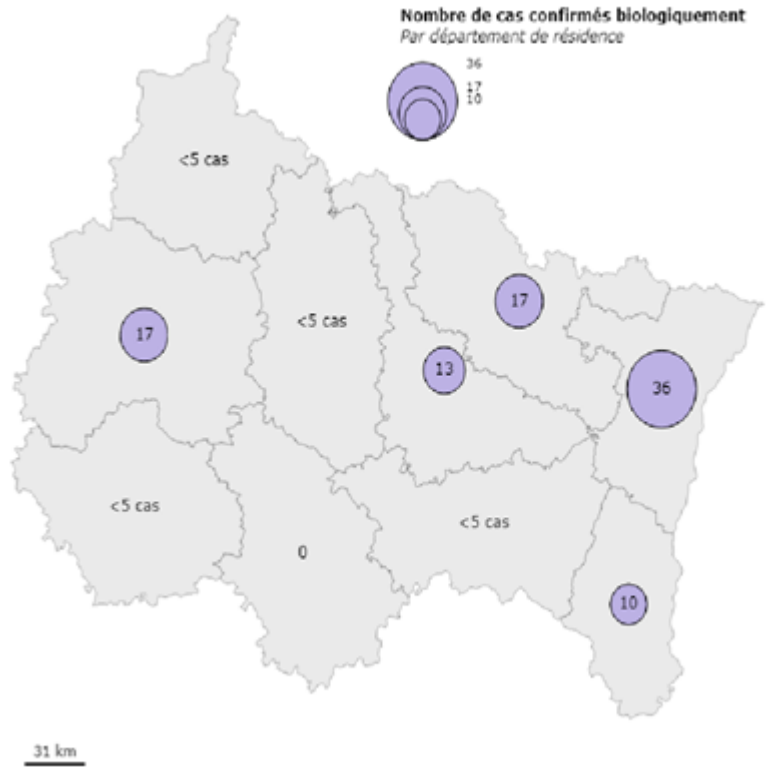 Nombre de cas confirmés biologiquement
Par département de résidence
36
17
10
<5 cas
17
17
<5 cas
13
36
<5 cas
<5 cas
0
10
31 km